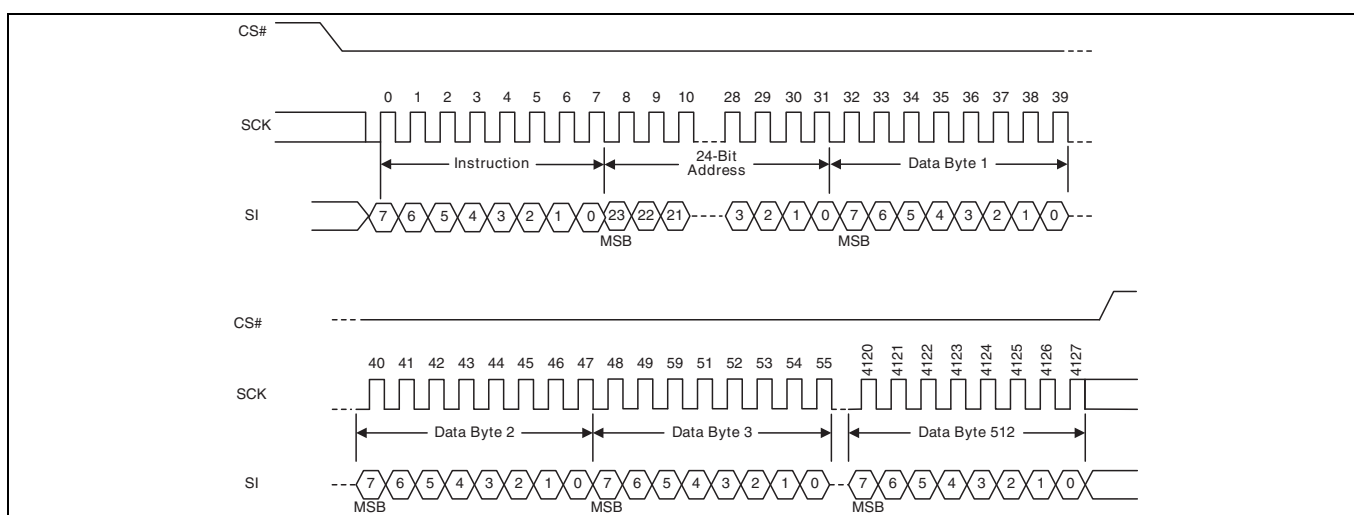 CS#
0 1 2 3 4 5 6 7 8 9 10 28 29 30 31 32 33 34 35 36 37 38 39
SCK
Instruction 24-Bit Address Data Byte 1
SI 7 6 5 4 3 2 1 0 23 22 21 3 2 1 0 7 6 5 4 3 2 1 0
MSB MSB
CS#
40 41 42 43 44 45 46 47 48 49 59 51 52 53 54 55 4120 4121 4122 4123 4124 4125 4126 4127
SCK
Data Byte 2 Data Byte 3 Data Byte 512
SI 7 6 5 4 3 2 1 0 7 6 5 4 3 2 1 0 7 6 5 4 3 2 1 0
MSB MSB MSB